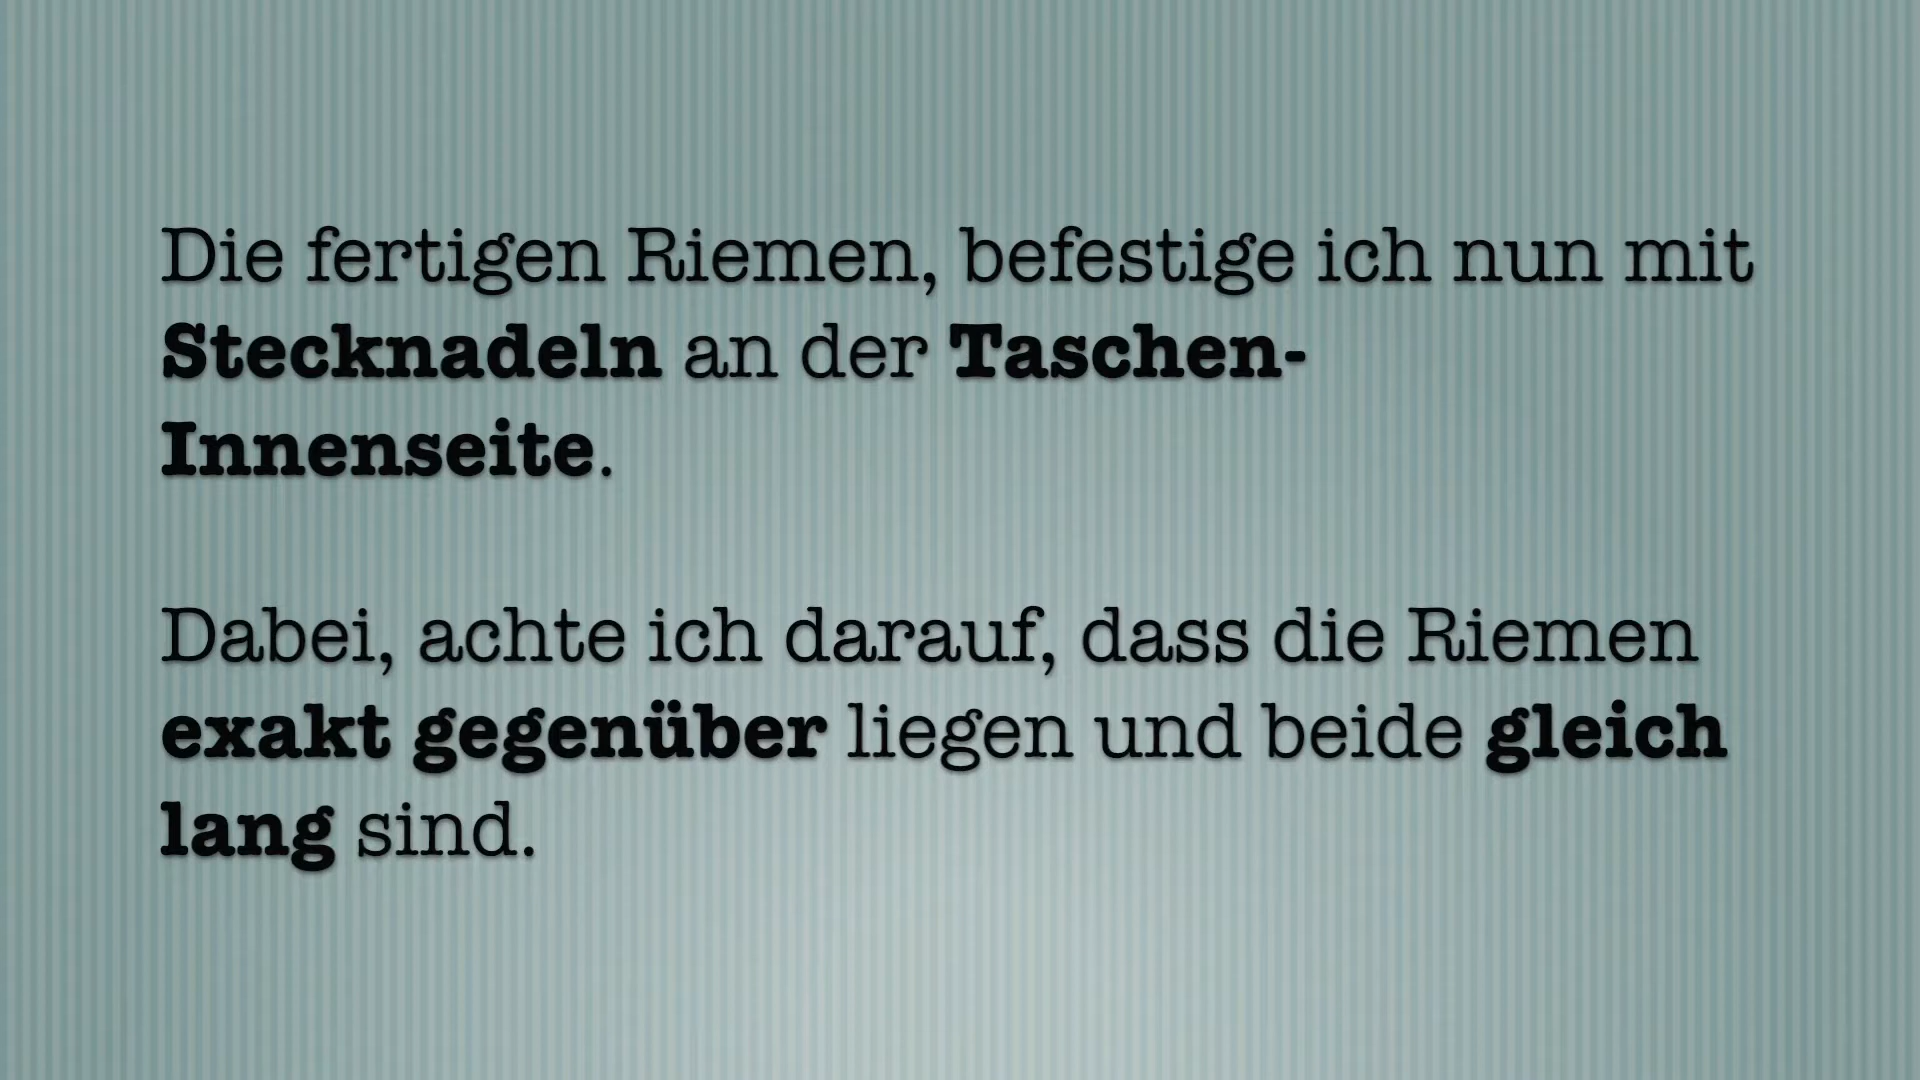 Die fertigen Riemen, befestige ich nun mit
Stecknadeln an der Taschen-
Innenseite.
Dabei, achte ich darauf, dass die Riemen
exakt gegenüber liegen und beide gleich
lang sind.